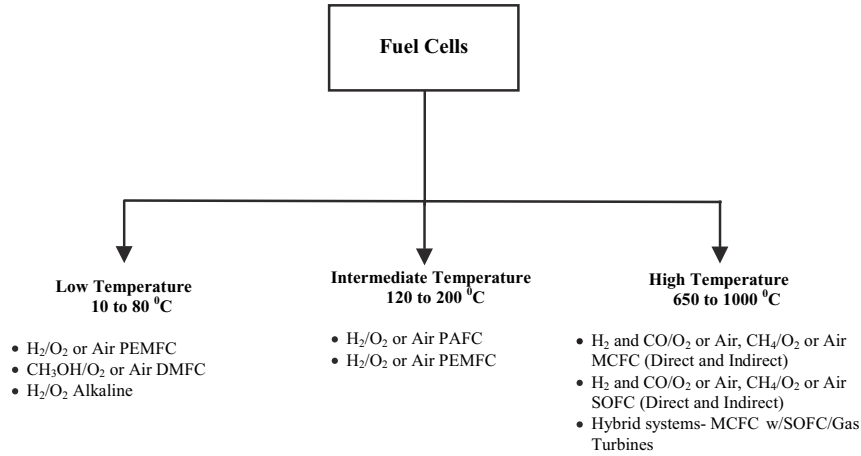 Fuel Cells
Low Temperature
10 to 80 ⁰C
• H₂/O₂ or Air PEMFC
• CH₃OH/O₂ or Air DMFC
• H₂/O₂ Alkaline
Intermediate Temperature
120 to 200 ⁰C
• H₂/O₂ or Air PAFC
• H₂/O₂ or Air PEMFC
High Temperature
650 to 1000 ⁰C
• H₂ and CO/O₂ or Air, CH₄/O₂ or Air
MCFC (Direct and Indirect)
• H₂ and CO/O₂ or Air, CH₄/O₂ or Air
SOFC (Direct and Indirect)
• Hybrid systems- MCFC w/SOFC/Gas
Turbines